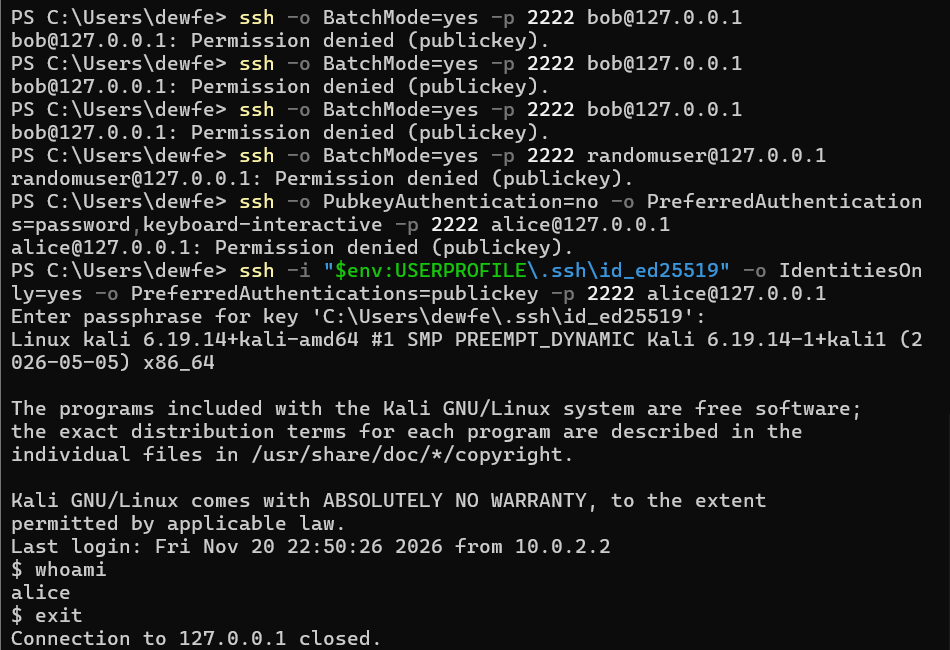 PS C:\Users\dewfe> ssh -o BatchMode=yes -p 2222 bob@127.0.0.1
bob@127.0.0.1: Permission denied (publickey).
PS C:\Users\dewfe> ssh -o BatchMode=yes -p 2222 bob@127.0.0.1
bob@127.0.0.1: Permission denied (publickey).
PS C:\Users\dewfe> ssh -o BatchMode=yes -p 2222 bob@127.0.0.1
bob@127.0.0.1: Permission denied (publickey).
PS C:\Users\dewfe> ssh -o BatchMode=yes -p 2222 randomuser@127.0.0.1
randomuser@127.0.0.1: Permission denied (publickey).
PS C:\Users\dewfe> ssh -o PubkeyAuthentication=no -o PreferredAuthentication
s=password,keyboard-interactive -p 2222 alice@127.0.0.1
alice@127.0.0.1: Permission denied (publickey).
PS C:\Users\dewfe> ssh -i "$env:USERPROFILE\.ssh\id_ed25519" -o IdentitiesOn
ly=yes -o PreferredAuthentications=publickey -p 2222 alice@127.0.0.1
Enter passphrase for key 'C:\Users\dewfe\.ssh\id_ed25519':
Linux kali 6.19.14+kali-amd64 #1 SMP PREEMPT_DYNAMIC Kali 6.19.14-1+kali1 (2
026-05-05) x86_64

The programs included with the Kali GNU/Linux system are free software;
the exact distribution terms for each program are described in the
individual files in /usr/share/doc/*/copyright.

Kali GNU/Linux comes with ABSOLUTELY NO WARRANTY, to the extent
permitted by applicable law.
Last login: Fri Nov 20 22:50:26 2026 from 10.0.2.2
$ whoami
alice
$ exit
Connection to 127.0.0.1 closed.